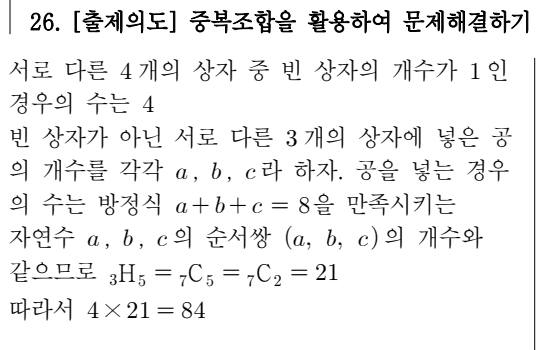 26. [출제의도] 중복조합을 활용하여 문제해결하기
서로 다른 4개의 상자 중 빈 상자의 개수가 1인
경우의 수는 4
빈 상자가 아닌 서로 다른 3개의 상자에 넣은 공
의 개수를 각각 a, b, c라 하자. 공을 넣는 경우
의 수는 방정식 a+b+c = 8을 만족시키는
자연수 a, b, c의 순서쌍 (a, b, c)의 개수와
같으므로 ₃H₅ = ₇C₅ = ₇C₂ = 21
따라서 4×21 = 84